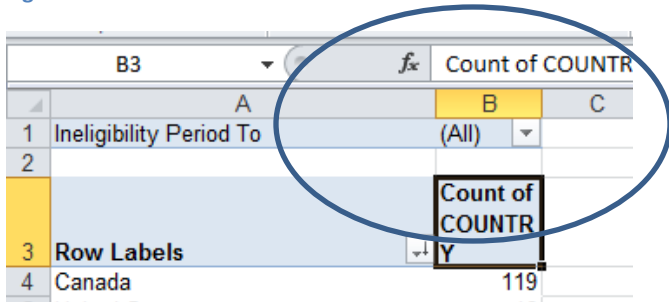 B3 fx Count of COUNTR
A B C
1 Ineligibility Period To (All)
2
Count of
COUNTR
3 Row Labels Y
4 Canada 119